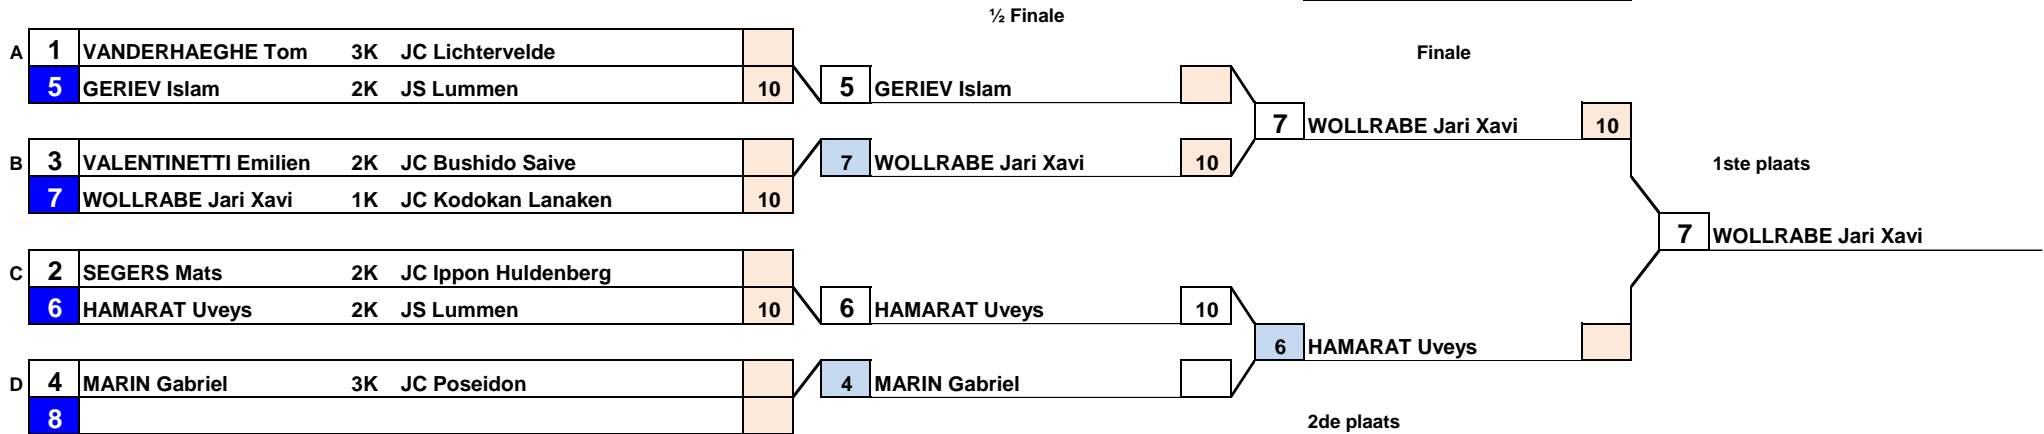 ½ Finale
A 1 VANDERHAEGHE Tom 3K JC Lichtervelde
Finale
5 GERIEV Islam 2K JS Lummen 10
5 GERIEV Islam
7 WOLLRABE Jari Xavi 10
B 3 VALENTINETTI Emilien 2K JC Bushido Saive
7 WOLLRABE Jari Xavi 10
1ste plaats
7 WOLLRABE Jari Xavi 1K JC Kodokan Lanaken 10
7 WOLLRABE Jari Xavi
C 2 SEGERS Mats 2K JC Ippon Huldenberg
6 HAMARAT Uveys 2K JS Lummen 10
6 HAMARAT Uveys 10
6 HAMARAT Uveys
D 4 MARIN Gabriel 3K JC Poseidon
4 MARIN Gabriel
8
2de plaats